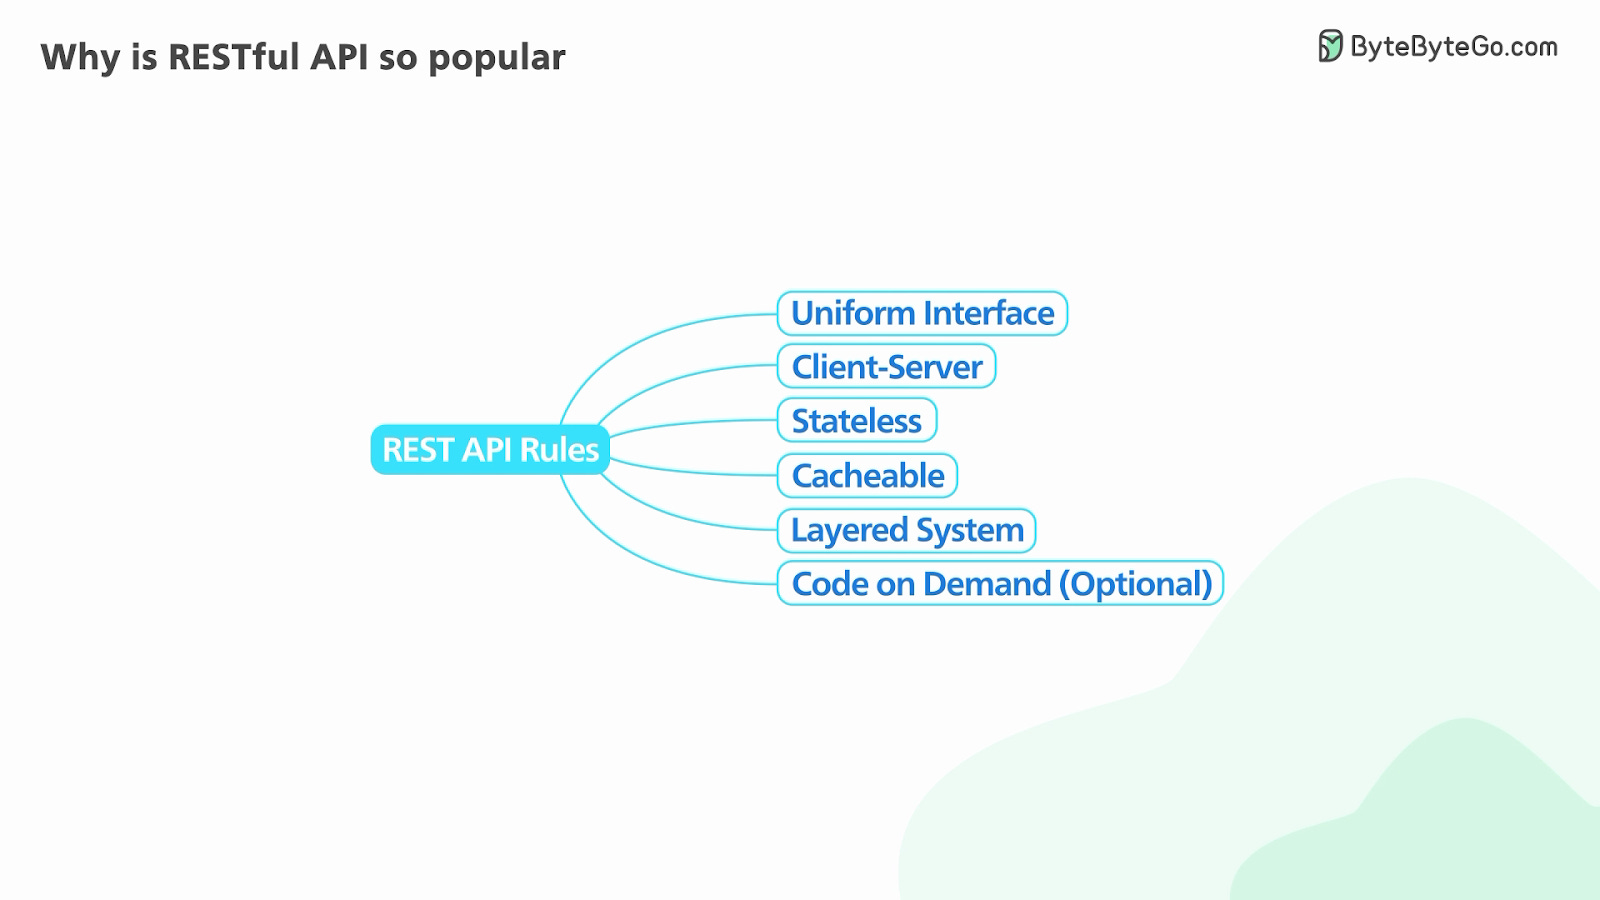 Why is RESTful API so popular
ByteByteGo.com
REST API Rules
Uniform Interface
Client-Server
Stateless
Cacheable
Layered System
Code on Demand (Optional)